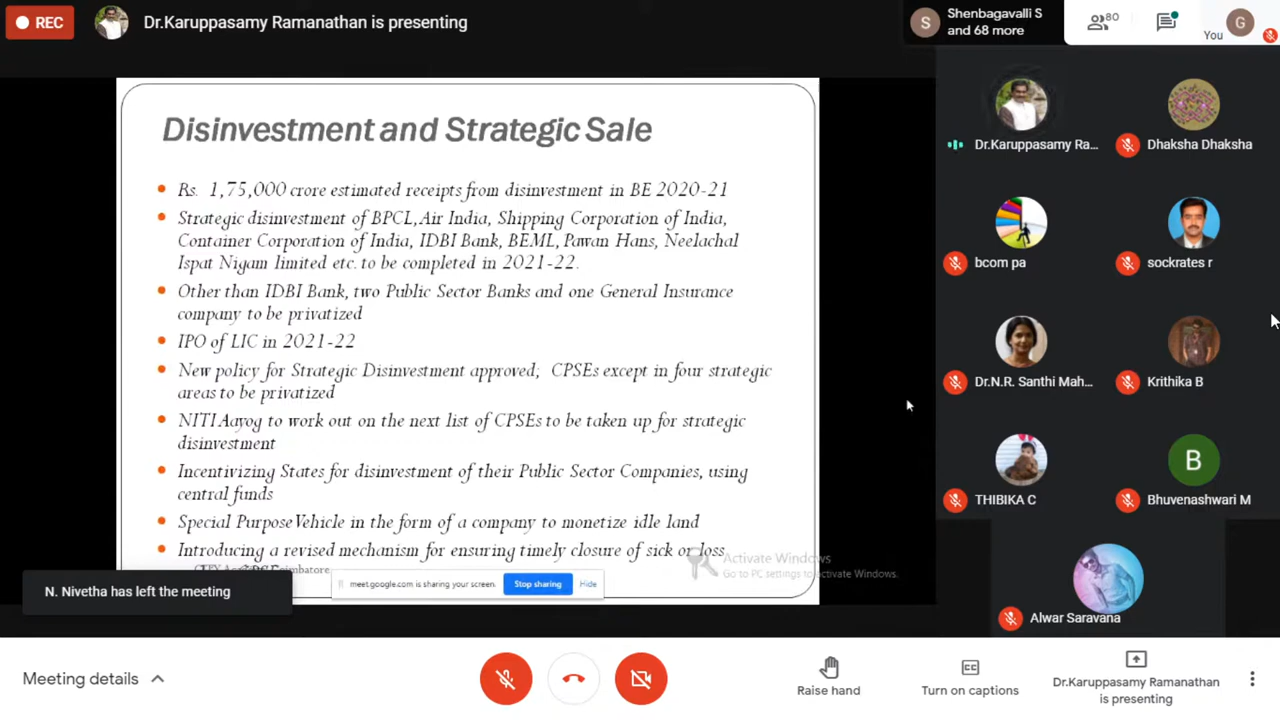 REC
Dr.Karuppasamy Ramanathan is presenting
S
Shenbagavalli S
and 68 more
80
You
G
Disinvestment and Strategic Sale
Rs. 1,75,000 crore estimated receipts from disinvestment in BE 2020-21
Strategic disinvestment of BPCL, Air India, Shipping Corporation of India,
Container Corporation of India, IDBI Bank, BEML, Pawan Hans, Neelachal
Ispat Nigam limited etc. to be completed in 2021-22.
Other than IDBI Bank, two Public Sector Banks and one General Insurance
company to be privatized
IPO of LIC in 2021-22
New policy for Strategic Disinvestment approved; CPSEs except in four strategic
areas to be privatized
NITI Aayog to work out on the next list of CPSEs to be taken up for strategic
disinvestment
Incentivizing States for disinvestment of their Public Sector Companies, using
central funds
Special Purpose Vehicle in the form of a company to monetize idle land
Introducing a revised mechanism for ensuring timely closure of sick or loss
Activate Windows
Go to PC settings to activate Windows.
meet.google.com is sharing your screen.
Stop sharing
Hide
N. Nivetha has left the meeting
Dr.Karuppasamy Ra...
Dhaksha Dhaksha
bcom pa
sockrates r
Dr.N.R. Santhi Mah...
Krithika B
THIBIKA C
B
Bhuvenashwari M
Alwar Saravana
Meeting details
Raise hand
CC
Turn on captions
Dr.Karuppasamy Ramanathan
is presenting